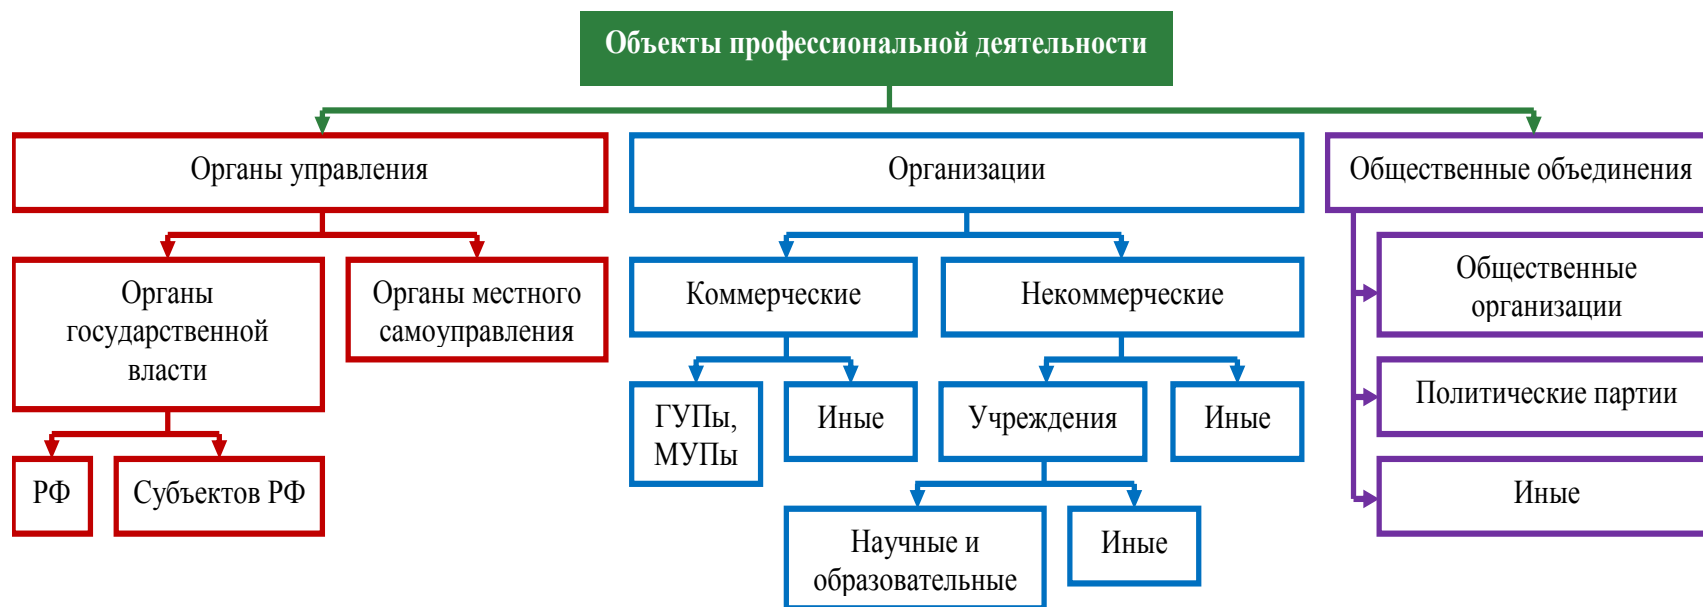 Объекты профессиональной деятельности
Органы управления
Организации
Общественные объединения
Органы
государственной
власти
Органы местного
самоуправления
Коммерческие
Некоммерческие
Общественные
организации
ГУПы,
МУПы
Иные
Учреждения
Иные
Политические партии
РФ
Субъектов РФ
Научные и
образовательные
Иные
Иные